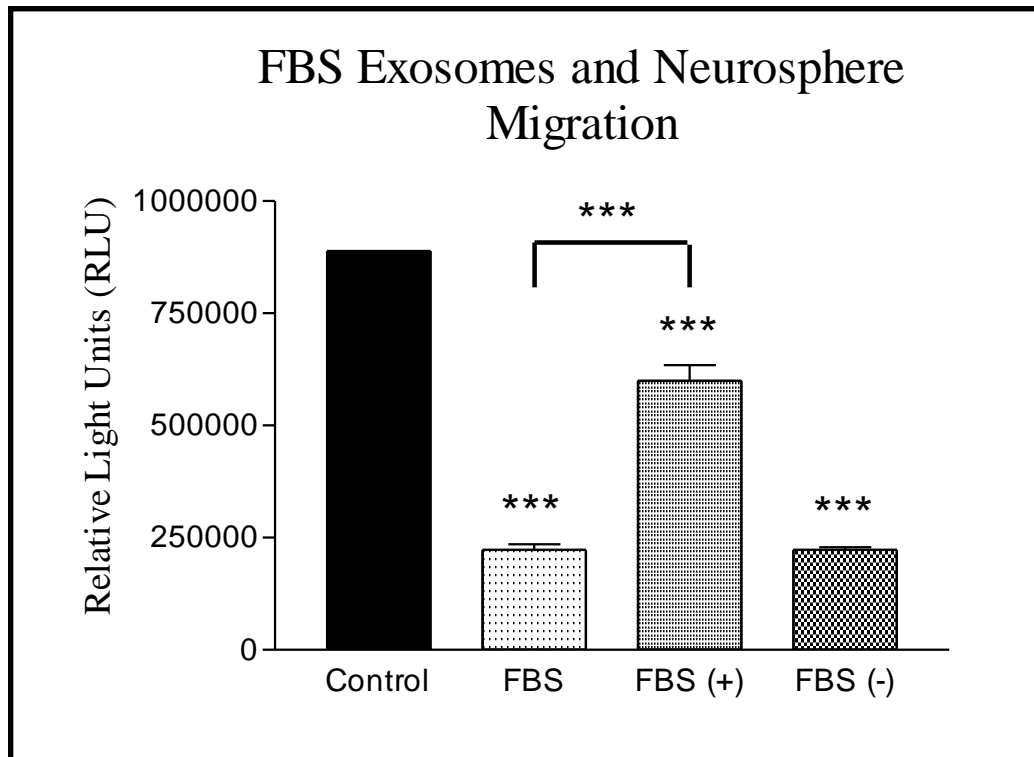 FBS Exosomes and Neurosphere
Migration
Relative Light Units (RLU)
1000000
750000
500000
250000
0
***
***
***
***
Control FBS FBS (+) FBS (-)